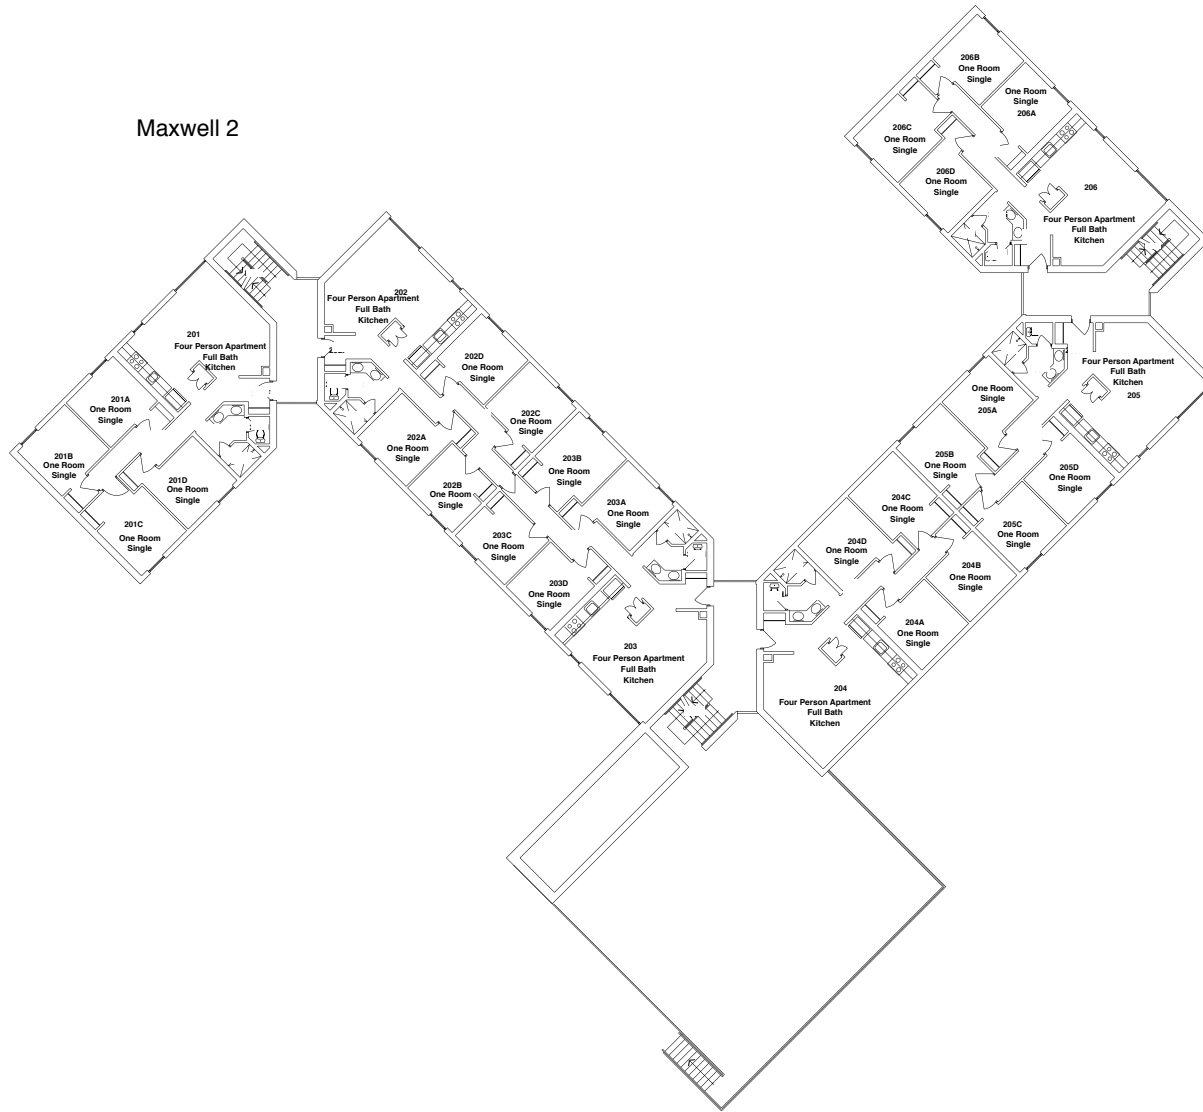 Maxwell 2
206B
One Room
Single
One Room
Single
206A
206C
One Room
Single
206D
One Room
Single
206
Four Person Apartment
Full Bath
Kitchen
202
Four Person Apartment
Full Bath
Kitchen
201
Four Person Apartment
Full Bath
Kitchen
201A
One Room
Single
201B
One Room
Single
201D
One Room
Single
201C
One Room
Single
202D
One Room
Single
202C
One Room
Single
202A
One Room
Single
202B
One Room
Single
203B
One Room
Single
203A
One Room
Single
203C
One Room
Single
203D
One Room
Single
203
Four Person Apartment
Full Bath
Kitchen
Four Person Apartment
Full Bath
Kitchen
205
One Room
Single
205A
205B
One Room
Single
205D
One Room
Single
205C
One Room
Single
204C
One Room
Single
204D
One Room
Single
204B
One Room
Single
204A
One Room
Single
204
Four Person Apartment
Full Bath
Kitchen